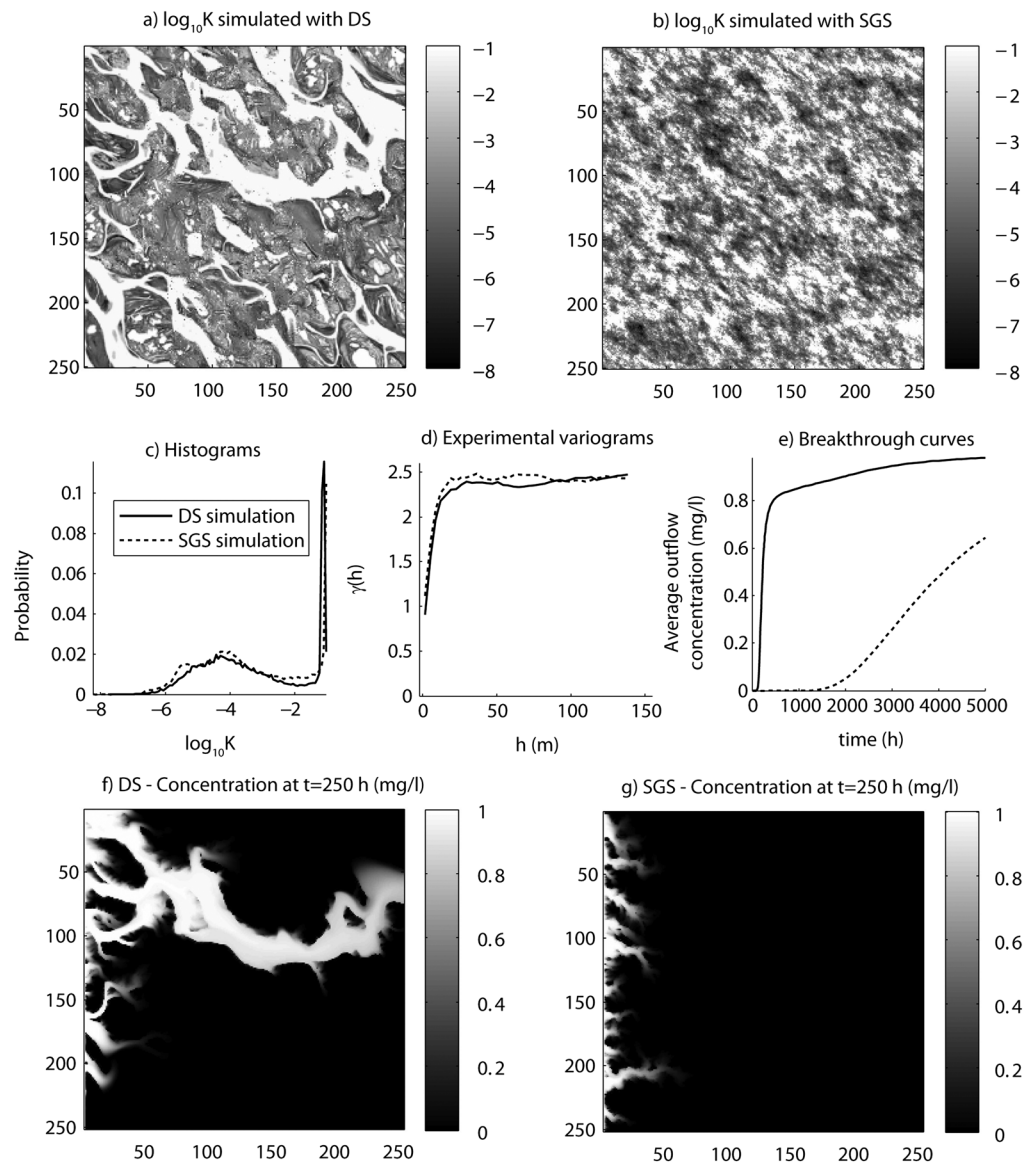 a) log₁₀K simulated with DS
b) log₁₀K simulated with SGS
50
100
150
200
250
50 100 150 200 250
−1
−2
−3
−4
−5
−6
−7
−8
50
100
150
200
250
50 100 150 200 250
−1
−2
−3
−4
−5
−6
−7
−8
c) Histograms
Probability
0.1
0.08
0.06
0.04
0.02
0
DS simulation
SGS simulation
−8 −6 −4 −2
log₁₀K
d) Experimental variograms
γ(h)
2.5
2
1.5
1
0.5
0
0 50 100 150
h (m)
e) Breakthrough curves
Average outflow
concentration (mg/l)
0.8
0.6
0.4
0.2
0
0 1000 2000 3000 4000 5000
time (h)
f) DS - Concentration at t=250 h (mg/l)
50
100
150
200
250
50 100 150 200 250
1
0.8
0.6
0.4
0.2
0
g) SGS - Concentration at t=250 h (mg/l)
50
100
150
200
250
50 100 150 200 250
1
0.8
0.6
0.4
0.2
0